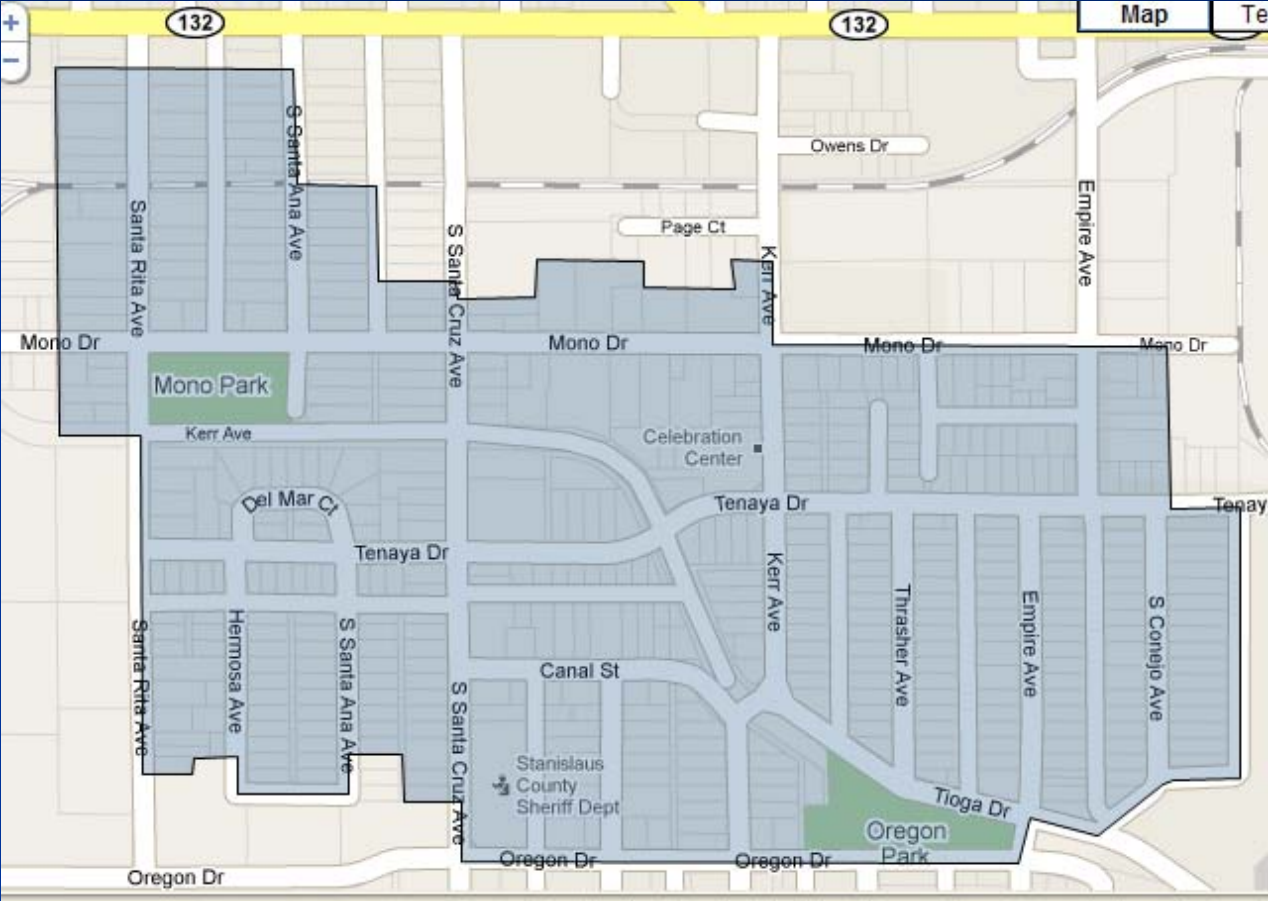 132
132
Map
Te
Owens Dr
Page Ct
S Santa Ana Ave
Santa Rita Ave
S Santa Cruz Ave
Kerr Ave
Empire Ave
Mono Dr
Mono Dr
Mono Dr
Mono Dr
Mono Park
Kerr Ave
Celebration
Center
Del Mar Ct
Tenaya Dr
Tenay
Tenaya Dr
Kerr Ave
Thrasher Ave
Empire Ave
S Conejo Ave
Santa Rita Ave
Hermosa Ave
S Santa Ana Ave
Canal St
S Santa Cruz Ave
Stanislaus
County
Sheriff Dept
Tioga Dr
Oregon
Park
Oregon Dr
Oregon Dr
Oregon Dr